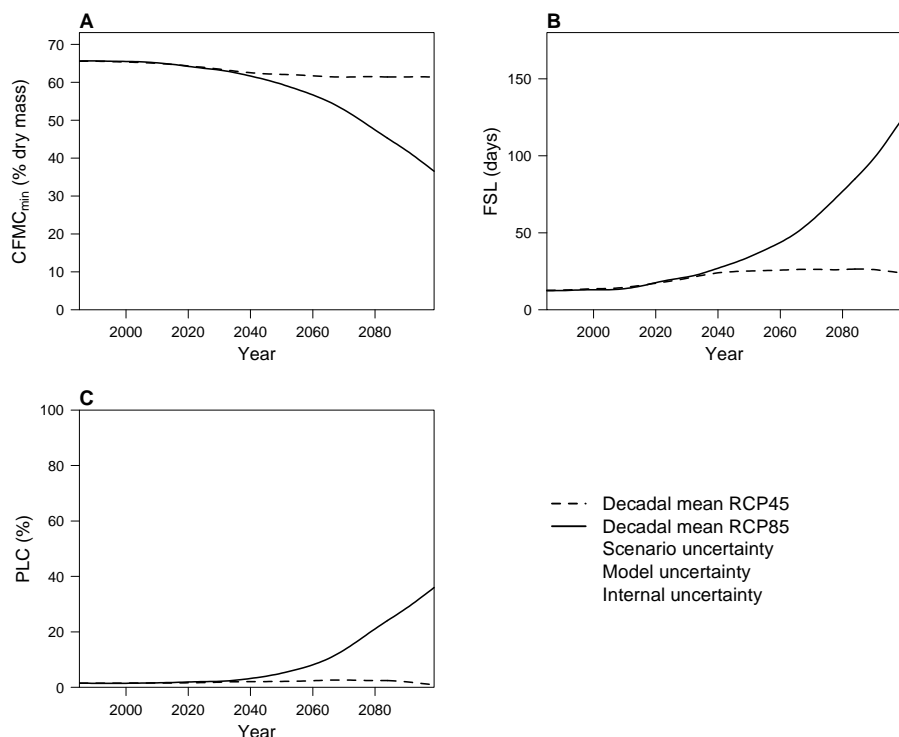 A
70
60
50
40
30
20
10
0
CFMCmin (% dry mass)
2000 2020 2040 2060 2080
Year
B
150
100
50
0
FSL (days)
2000 2020 2040 2060 2080
Year
C
100
80
60
40
20
0
PLC (%)
2000 2020 2040 2060 2080
Year
Decadal mean RCP45
Decadal mean RCP85
Scenario uncertainty
Model uncertainty
Internal uncertainty